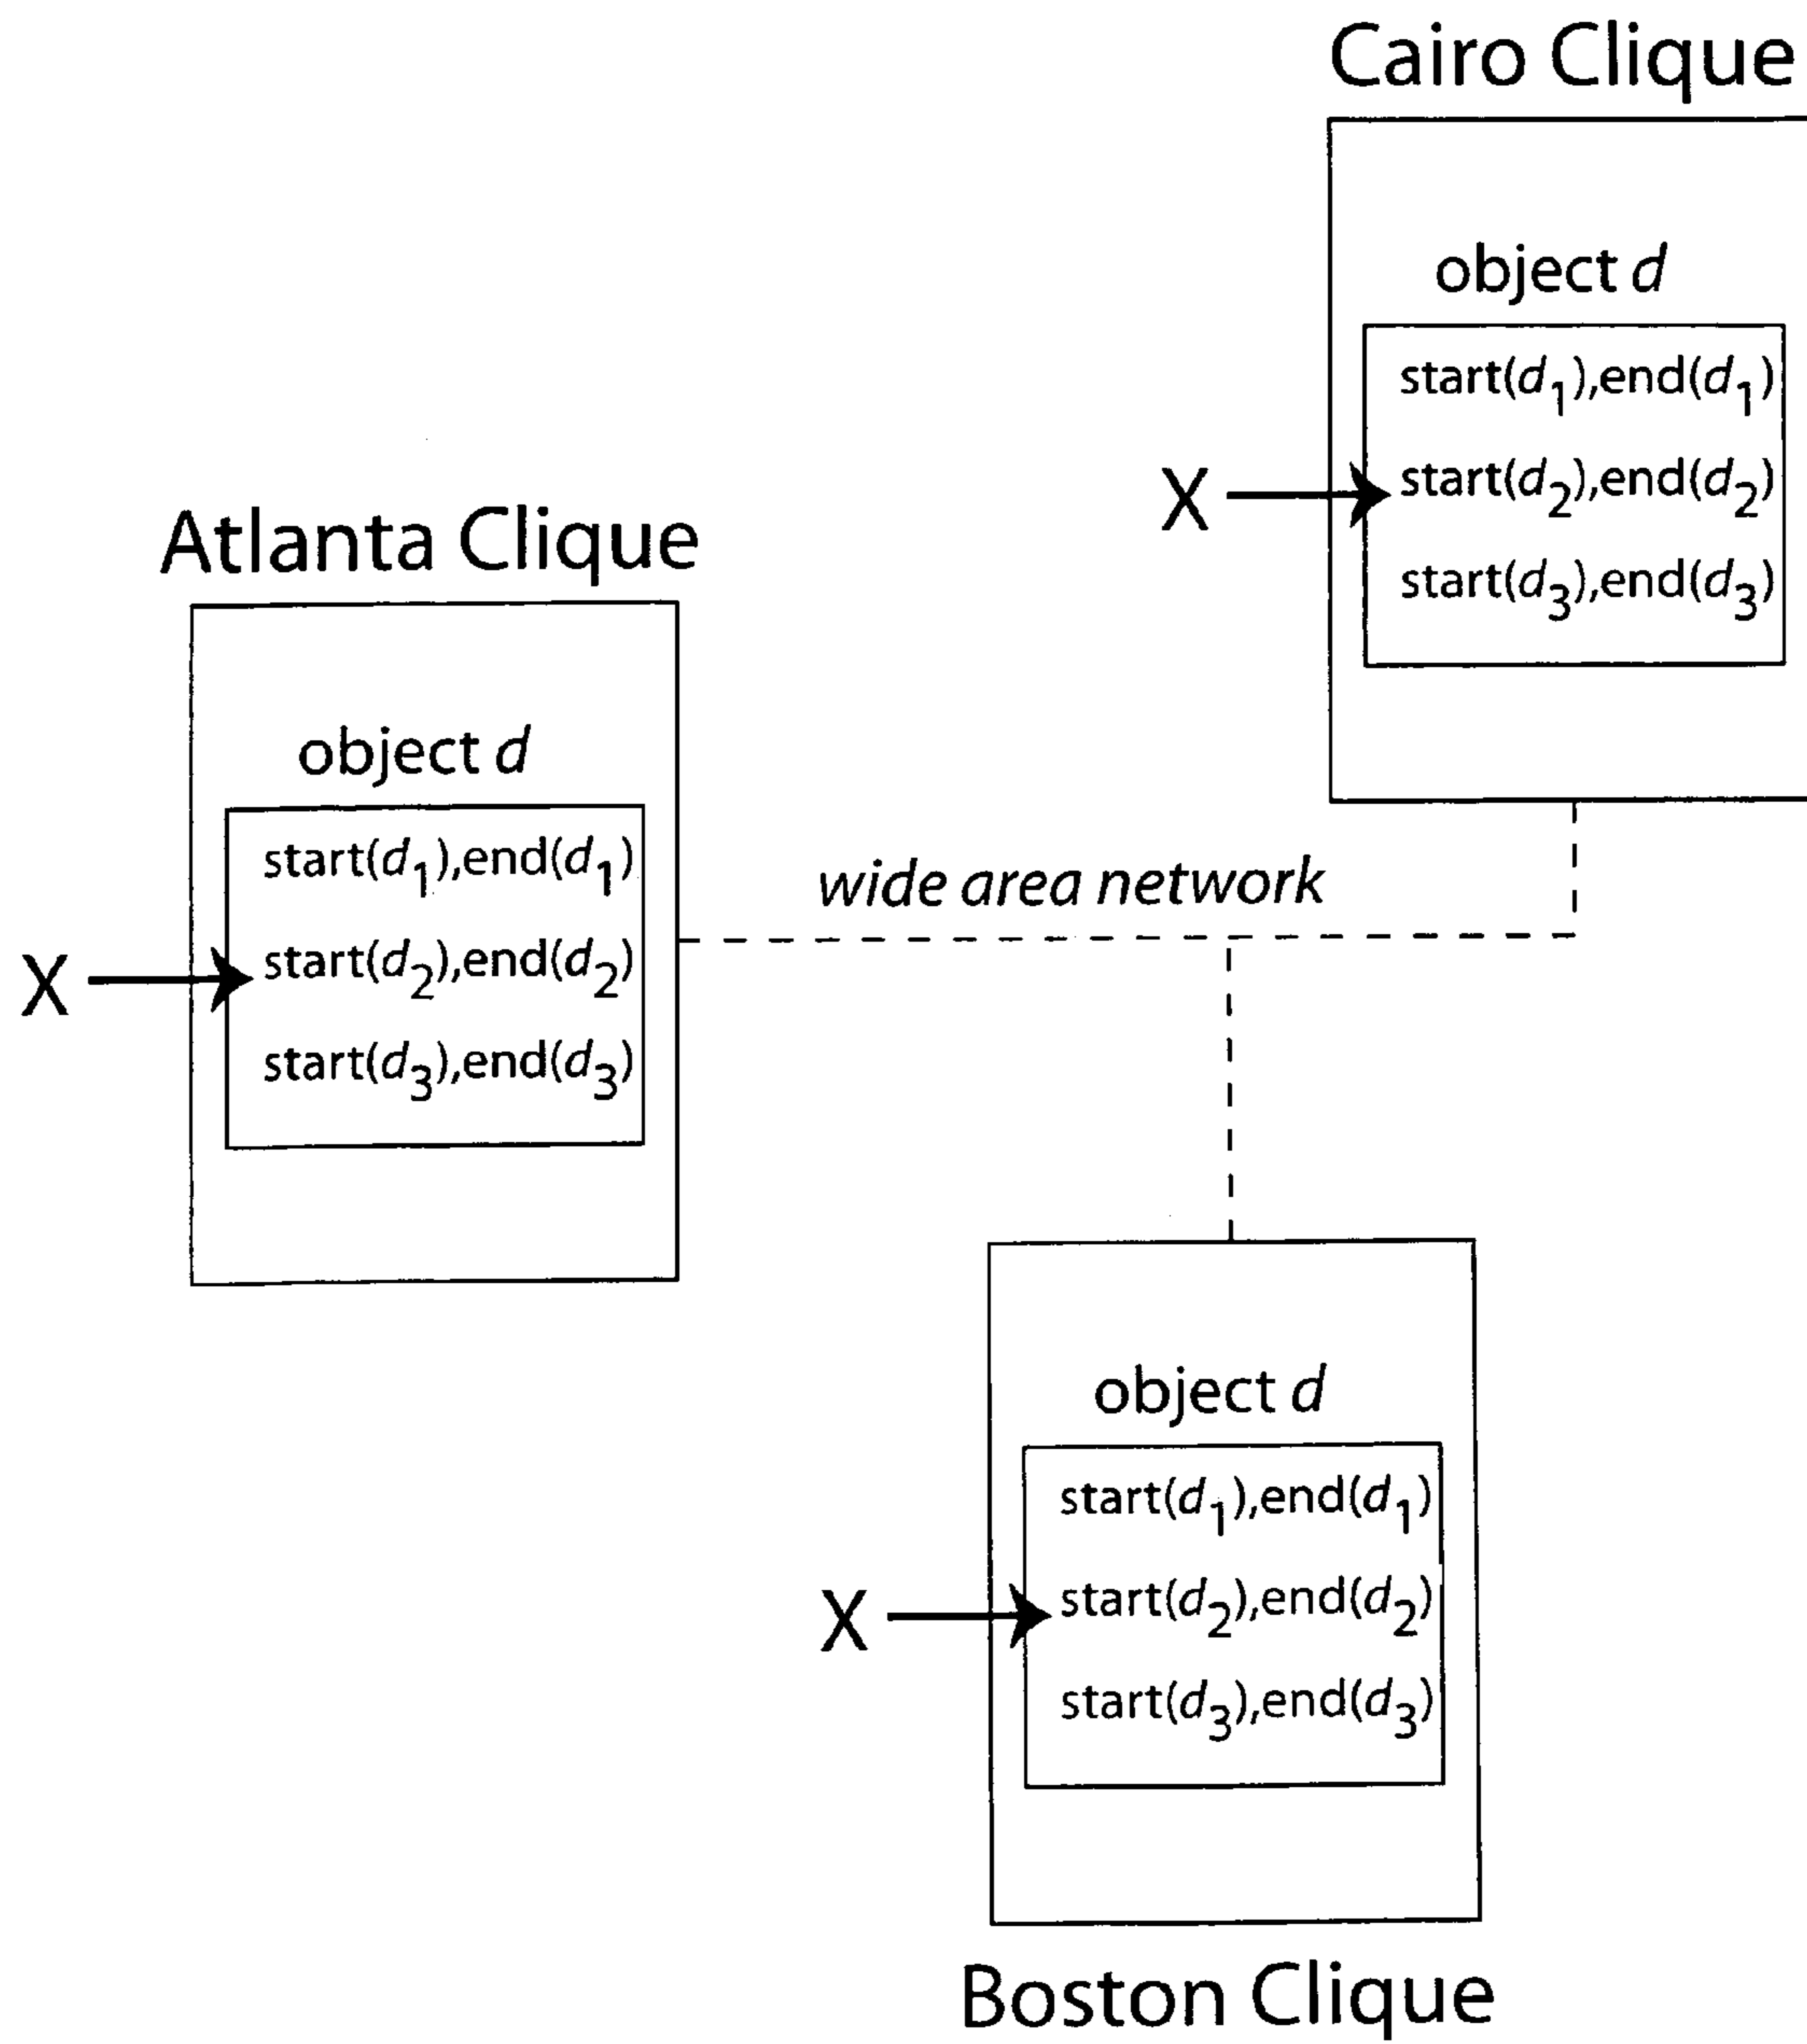 Cairo Clique
object d
start(d1),end(d1)
X
start(d2),end(d2)
start(d3),end(d3)
Atlanta Clique
object d
start(d1),end(d1)
X
start(d2),end(d2)
start(d3),end(d3)
wide area network
object d
start(d1),end(d1)
X
start(d2),end(d2)
start(d3),end(d3)
Boston Clique